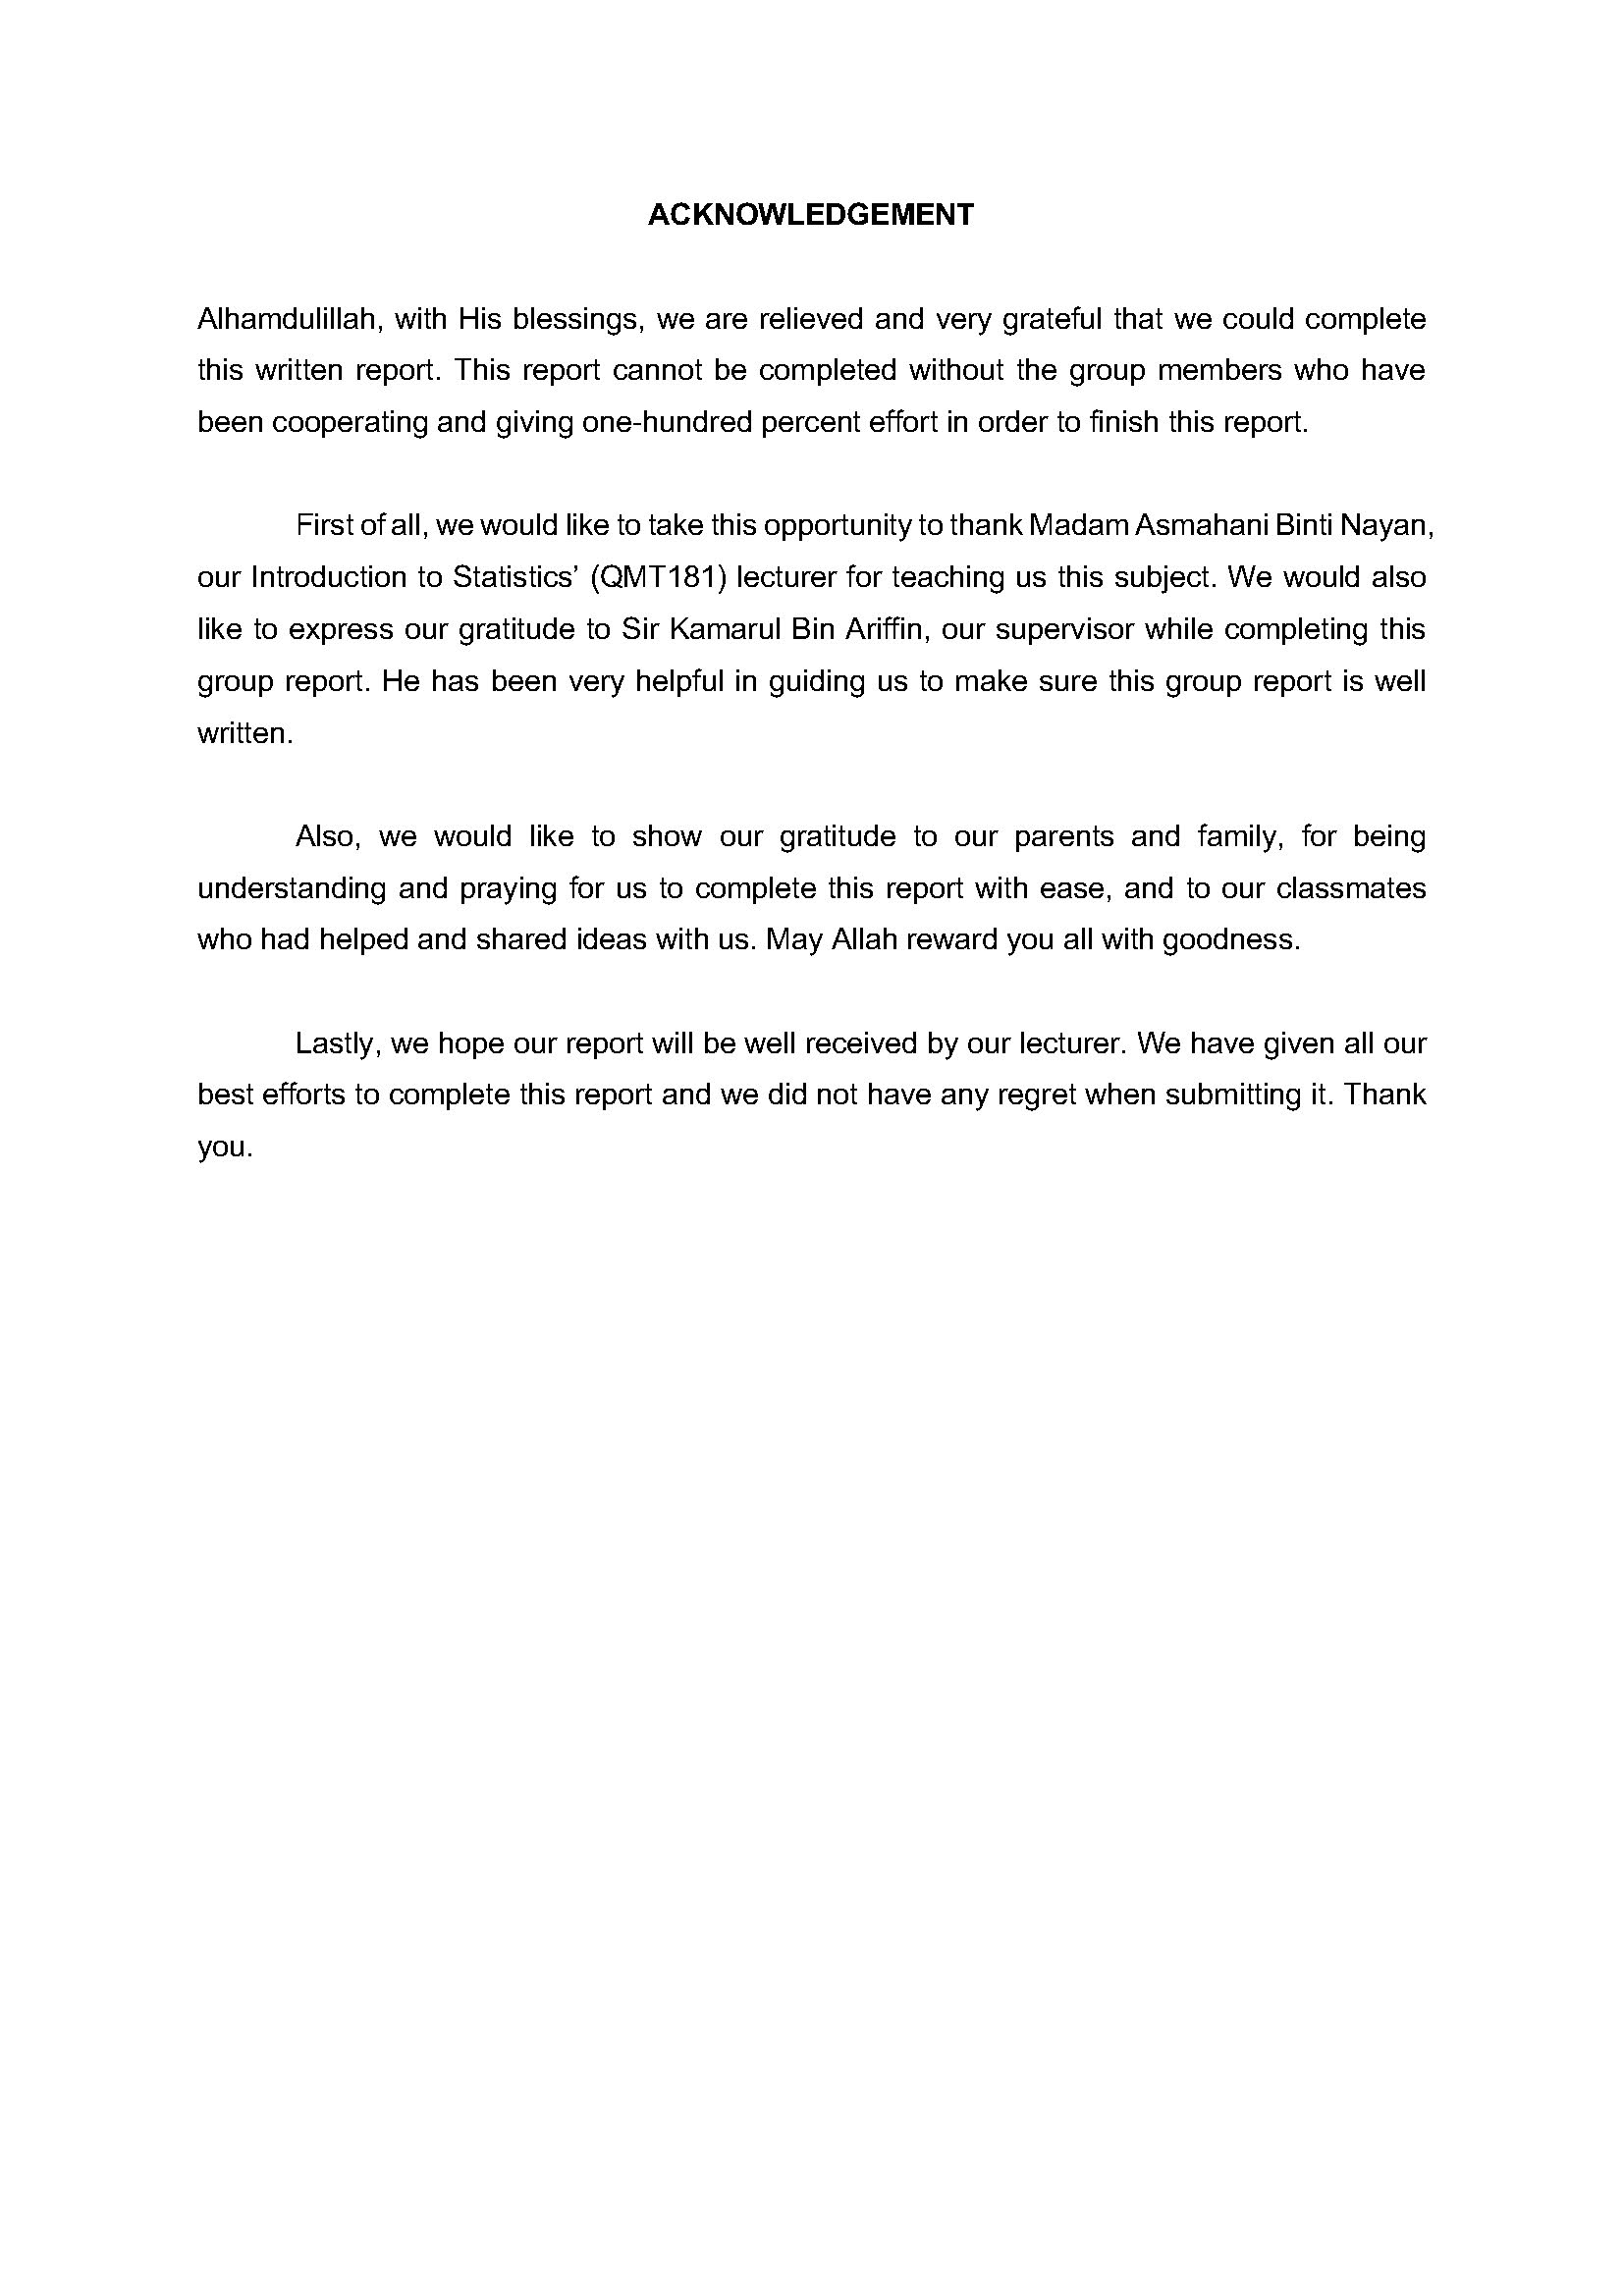 ACKNOWLEDGEMENT
Alhamdulillah, with His blessings, we are relieved and very grateful that we could complete
this written report. This report cannot be completed without the group members who have
been cooperating and giving one-hundred percent effort in order to finish this report.
First of all, we would like to take this opportunity to thank Madam Asmahani Binti Nayan,
our Introduction to Statistics’ (QMT181) lecturer for teaching us this subject. We would also
like to express our gratitude to Sir Kamarul Bin Ariffin, our supervisor while completing this
group report. He has been very helpful in guiding us to make sure this group report is well
written.
Also, we would like to show our gratitude to our parents and family, for being
understanding and praying for us to complete this report with ease, and to our classmates
who had helped and shared ideas with us. May Allah reward you all with goodness.
Lastly, we hope our report will be well received by our lecturer. We have given all our
best efforts to complete this report and we did not have any regret when submitting it. Thank
you.